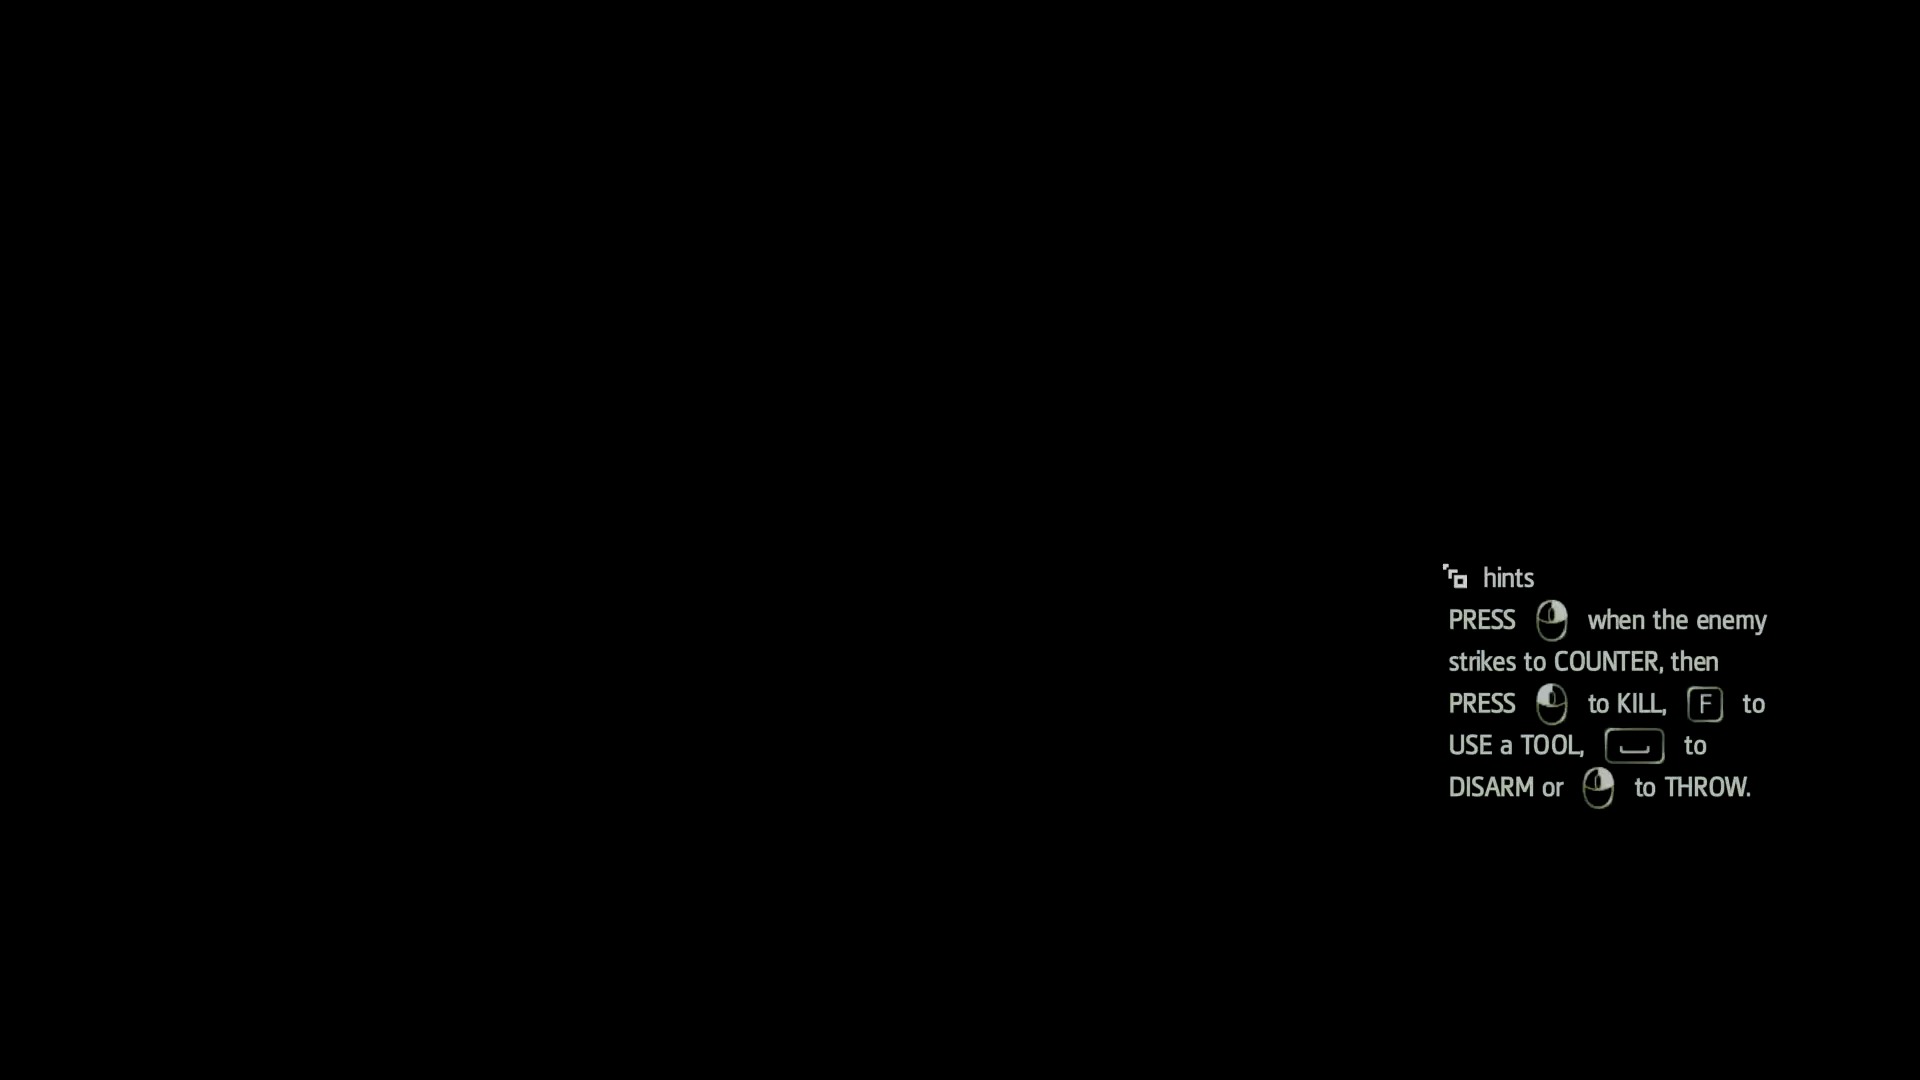 hints
PRESS when the enemy
strikes to COUNTER, then
PRESS to KILL, F to
USE a TOOL, to
DISARM or to THROW.